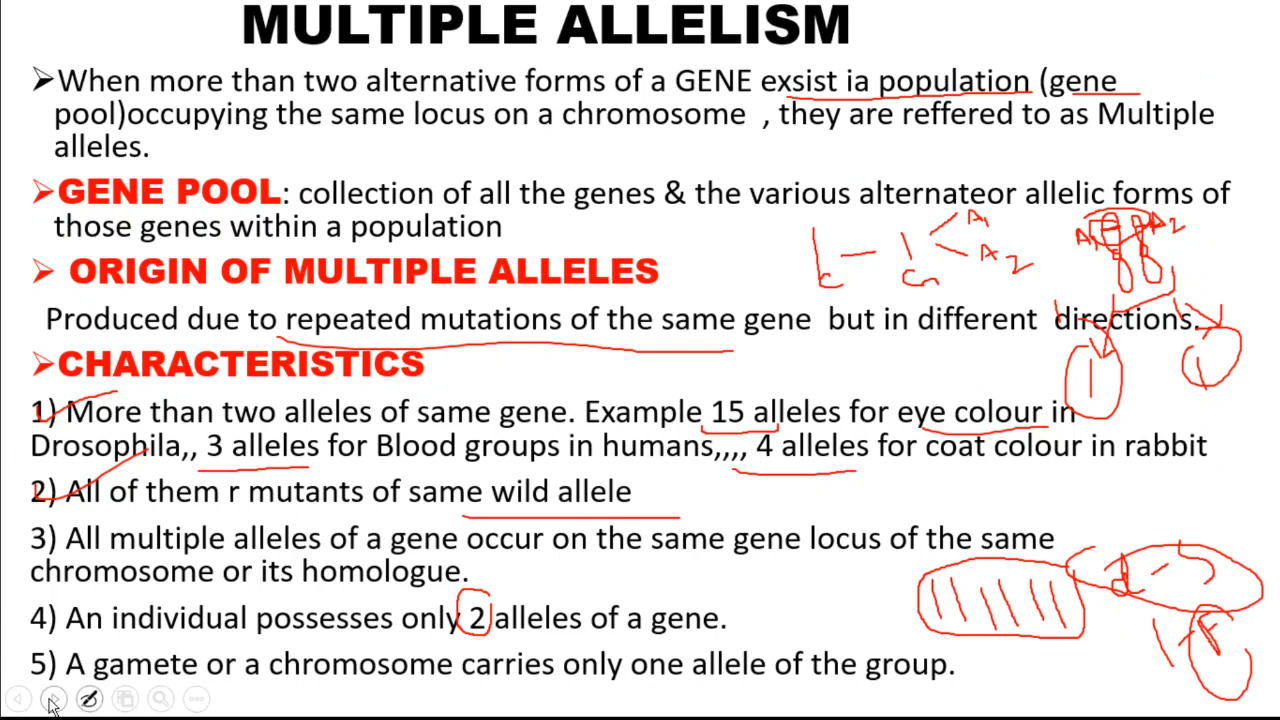 MULTIPLE ALLELISM
➢When more than two alternative forms of a GENE exsist ia population (gene
pool)occupying the same locus on a chromosome , they are reffered to as Multiple
alleles.
➢GENE POOL: collection of all the genes & the various alternateor allelic forms of
those genes within a population
A1
A2
A1
A2
➢ ORIGIN OF MULTIPLE ALLELES
Produced due to repeated mutations of the same gene but in different directions.
➢CHARACTERISTICS
1) More than two alleles of same gene. Example 15 alleles for eye colour in
Drosophila,, 3 alleles for Blood groups in humans,,,, 4 alleles for coat colour in rabbit
2) All of them r mutants of same wild allele
3) All multiple alleles of a gene occur on the same gene locus of the same
chromosome or its homologue.
4) An individual possesses only 2 alleles of a gene.
5) A gamete or a chromosome carries only one allele of the group.